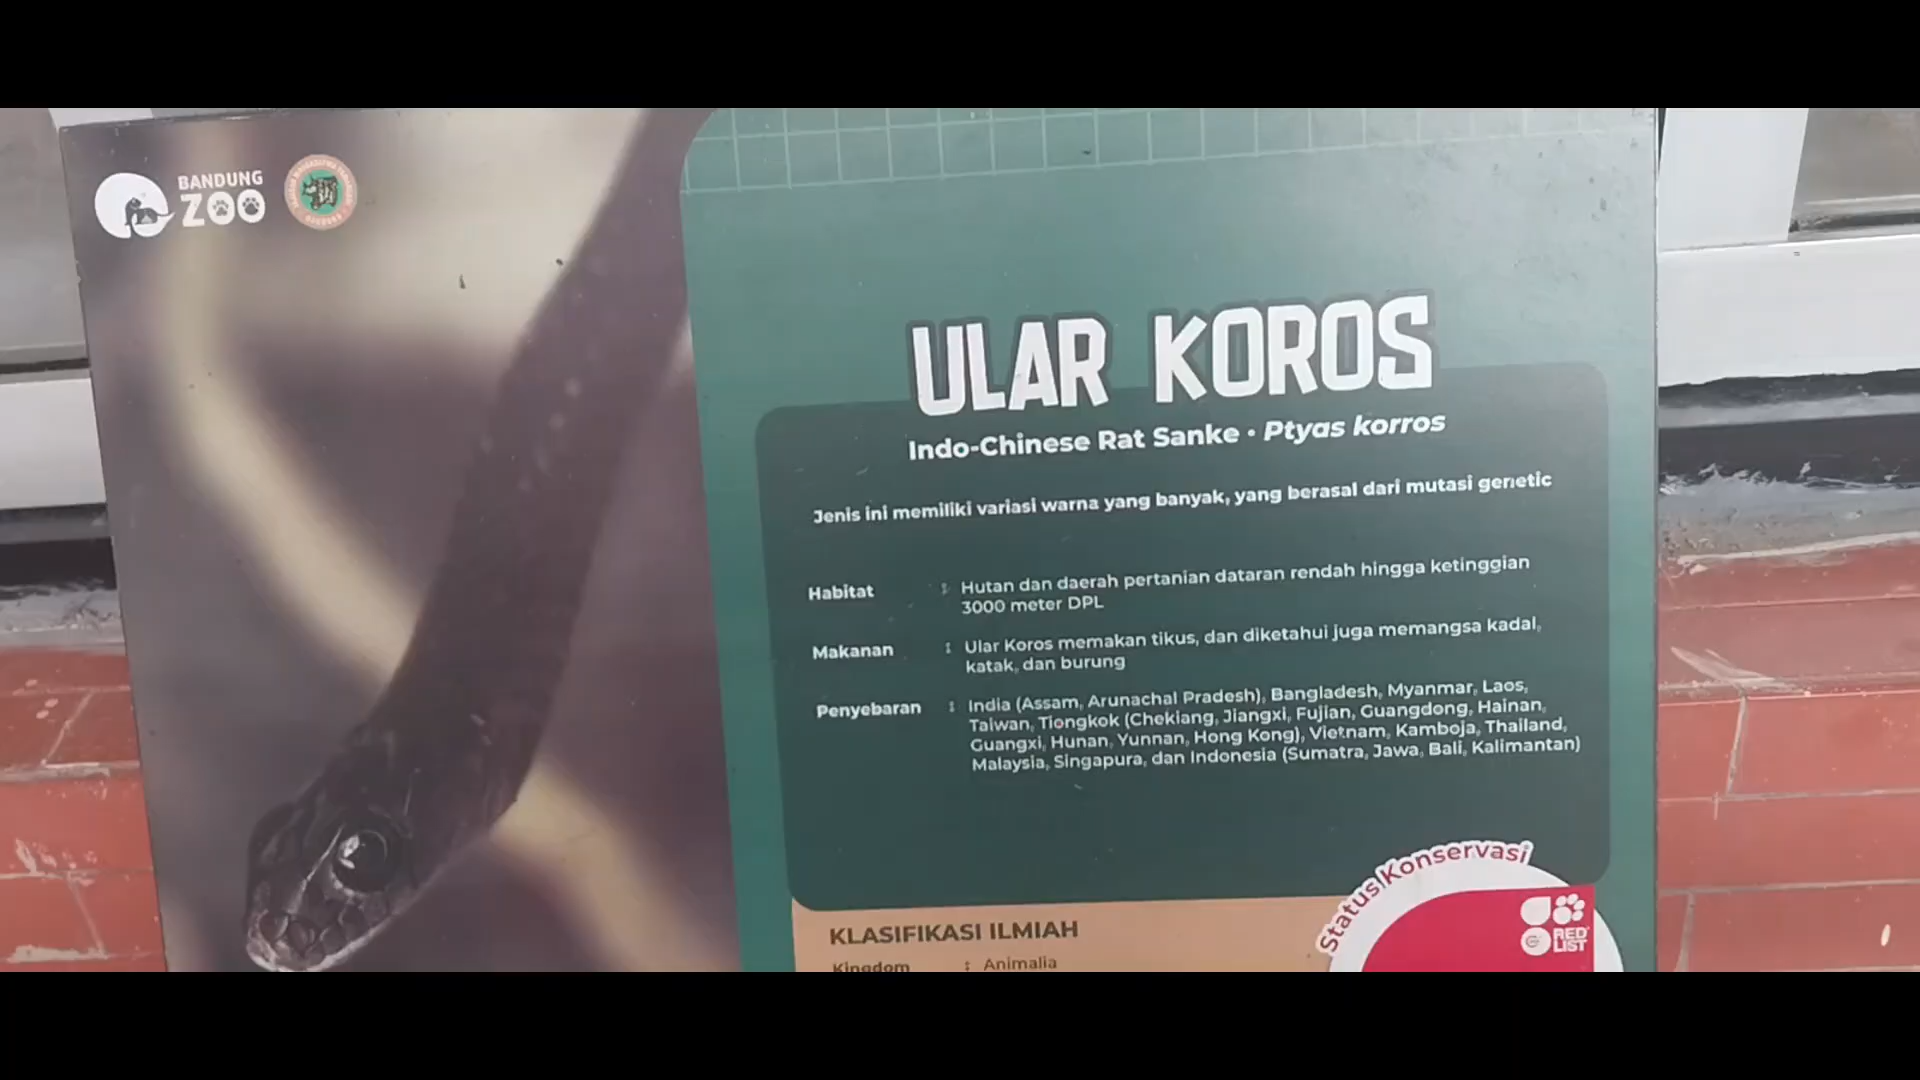 BANDUNG
ZOO
ULAR KOROS
Indo-Chinese Rat Sanke • Ptyas korros
Jenis ini memiliki variasi warna yang banyak, yang berasal dari mutasi genetic
Habitat : Hutan dan daerah pertanian dataran rendah hingga ketinggian
3000 meter DPL
Makanan : Ular Koros memakan tikus, dan diketahui juga memangsa kadal,
katak, dan burung
Penyebaran : India (Assam, Arunachal Pradesh), Bangladesh, Myanmar, Laos,
Taiwan, Tiongkok (Chekiang, Jiangxi, Fujian, Guangdong, Hainan,
Guangxi, Hunan, Yunnan, Hong Kong), Vietnam, Kamboja, Thailand,
Malaysia, Singapura, dan Indonesia (Sumatra, Jawa, Bali, Kalimantan)
Status Konservasi
RED
LIST
KLASIFIKASI ILMIAH
Kingdom : Animalia